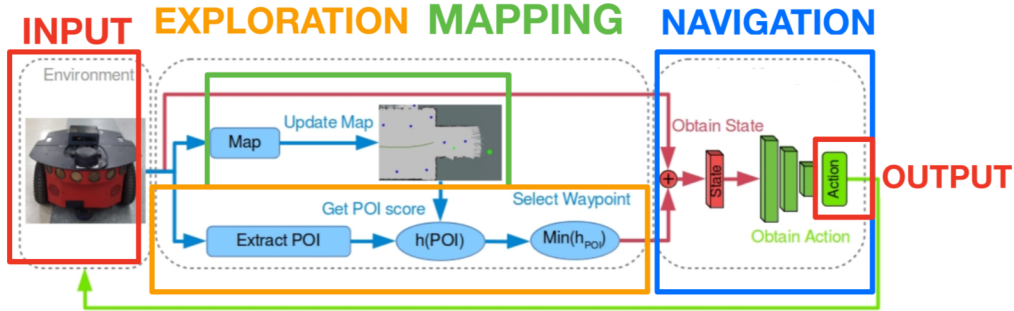 INPUT
EXPLORATION
MAPPING
NAVIGATION
Environment
Map
Update Map
Obtain State
State
Action
OUTPUT
Get POI score
Select Waypoint
Extract POI
h(POI)
Min(h_POI)
Obtain Action